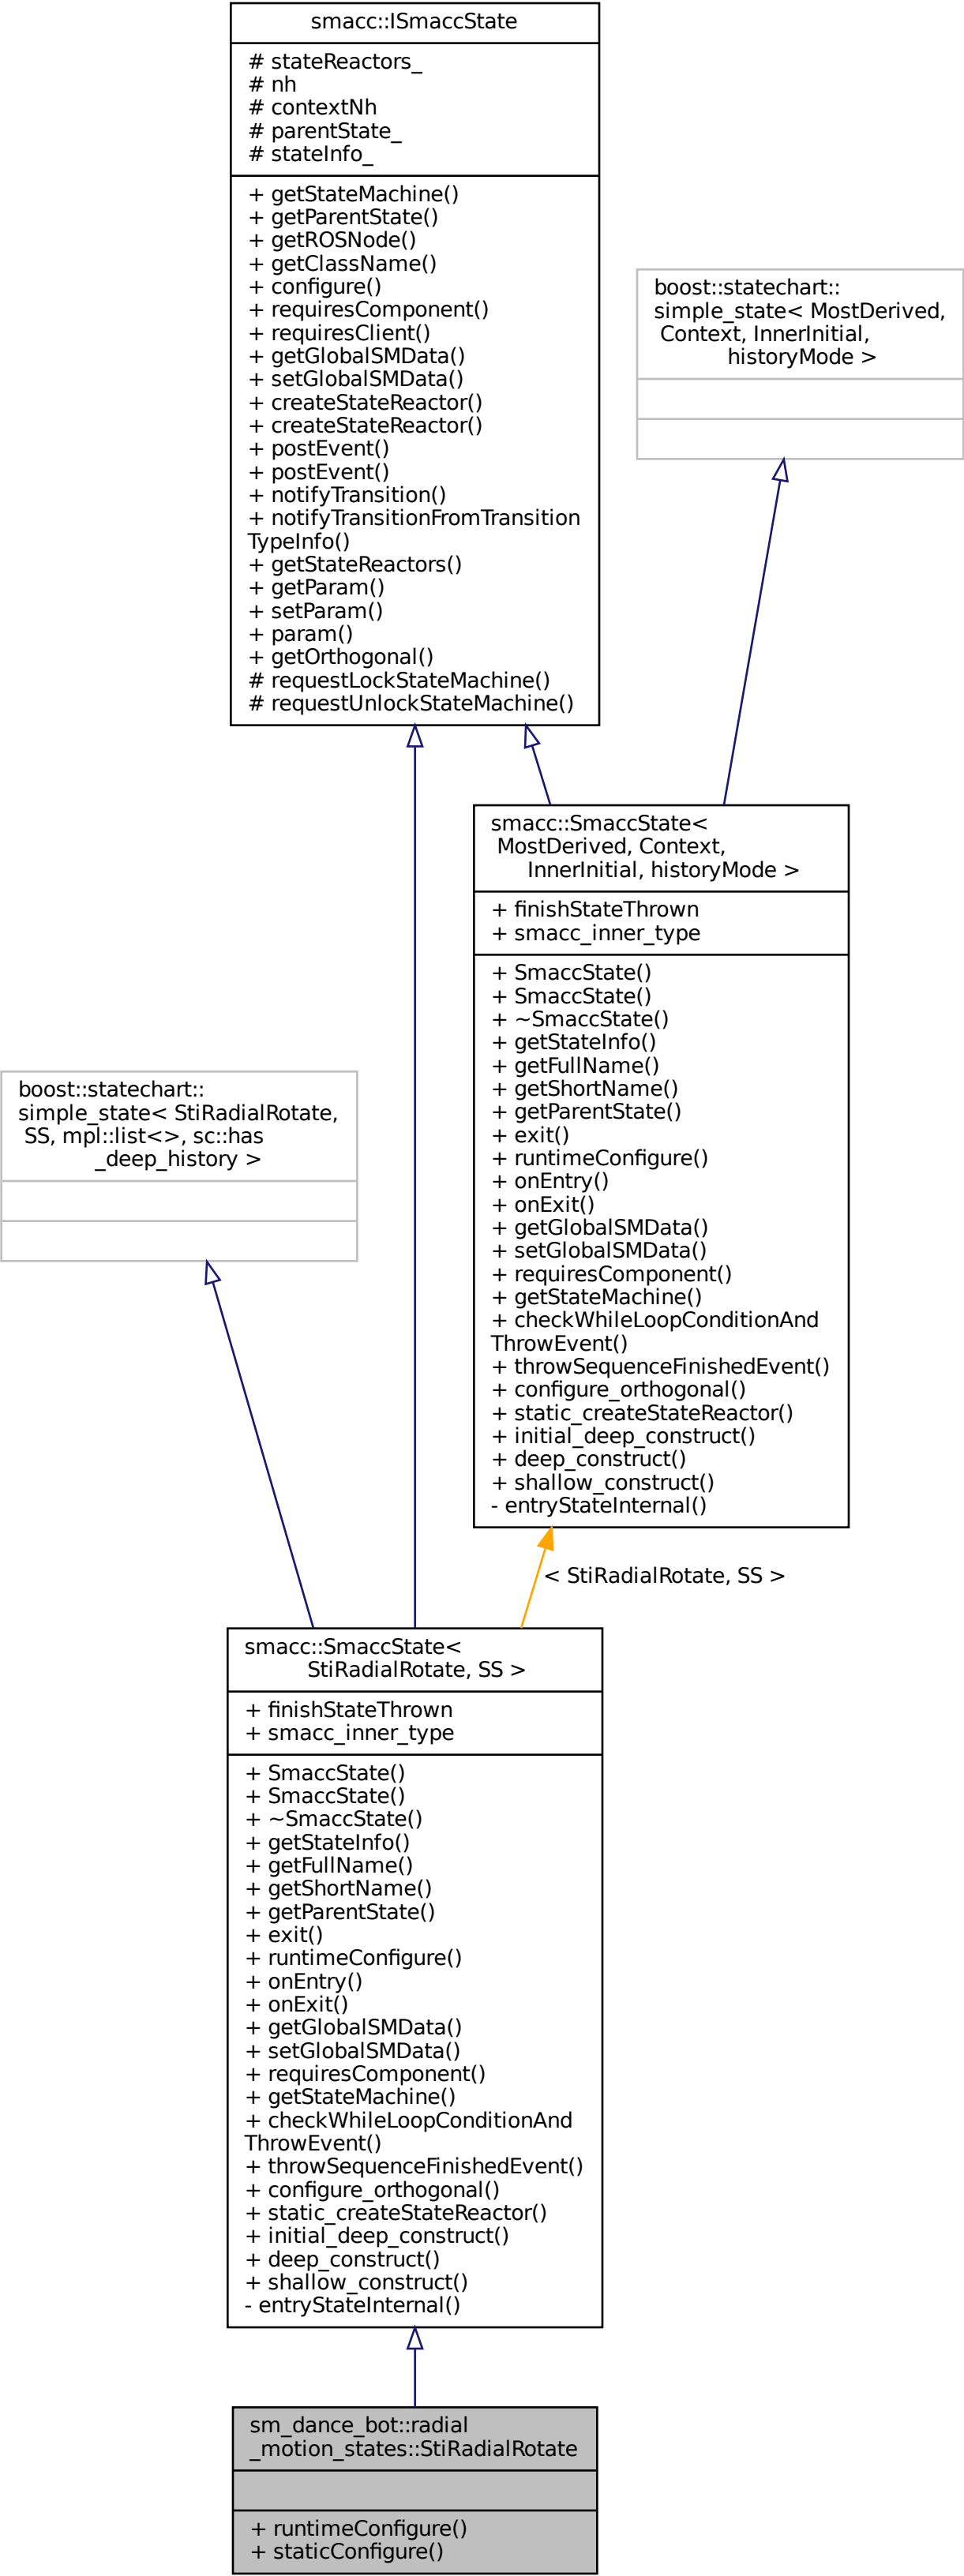 smacc::ISmaccState
# stateReactors_
# nh
# contextNh
# parentState_
# stateInfo_
+ getStateMachine()
+ getParentState()
+ getROSNode()
+ getClassName()
+ configure()
+ requiresComponent()
+ requiresClient()
+ getGlobalSMData()
+ setGlobalSMData()
+ createStateReactor()
+ createStateReactor()
+ postEvent()
+ postEvent()
+ notifyTransition()
+ notifyTransitionFromTransition
TypeInfo()
+ getStateReactors()
+ getParam()
+ setParam()
+ param()
+ getOrthogonal()
# requestLockStateMachine()
# requestUnlockStateMachine()
boost::statechart::
simple_state< MostDerived,
Context, InnerInitial,
historyMode >
smacc::SmaccState<
MostDerived, Context,
InnerInitial, historyMode >
+ finishStateThrown
+ smacc_inner_type
+ SmaccState()
+ SmaccState()
+ ~SmaccState()
+ getStateInfo()
+ getFullName()
+ getShortName()
+ getParentState()
+ exit()
+ runtimeConfigure()
+ onEntry()
+ onExit()
+ getGlobalSMData()
+ setGlobalSMData()
+ requiresComponent()
+ getStateMachine()
+ checkWhileLoopConditionAnd
ThrowEvent()
+ throwSequenceFinishedEvent()
+ configure_orthogonal()
+ static_createStateReactor()
+ initial_deep_construct()
+ deep_construct()
+ shallow_construct()
- entryStateInternal()
boost::statechart::
simple_state< StiRadialRotate,
SS, mpl::list<>, sc::has
_deep_history >
< StiRadialRotate, SS >
smacc::SmaccState<
StiRadialRotate, SS >
+ finishStateThrown
+ smacc_inner_type
+ SmaccState()
+ SmaccState()
+ ~SmaccState()
+ getStateInfo()
+ getFullName()
+ getShortName()
+ getParentState()
+ exit()
+ runtimeConfigure()
+ onEntry()
+ onExit()
+ getGlobalSMData()
+ setGlobalSMData()
+ requiresComponent()
+ getStateMachine()
+ checkWhileLoopConditionAnd
ThrowEvent()
+ throwSequenceFinishedEvent()
+ configure_orthogonal()
+ static_createStateReactor()
+ initial_deep_construct()
+ deep_construct()
+ shallow_construct()
- entryStateInternal()
sm_dance_bot::radial
_motion_states::StiRadialRotate
+ runtimeConfigure()
+ staticConfigure()